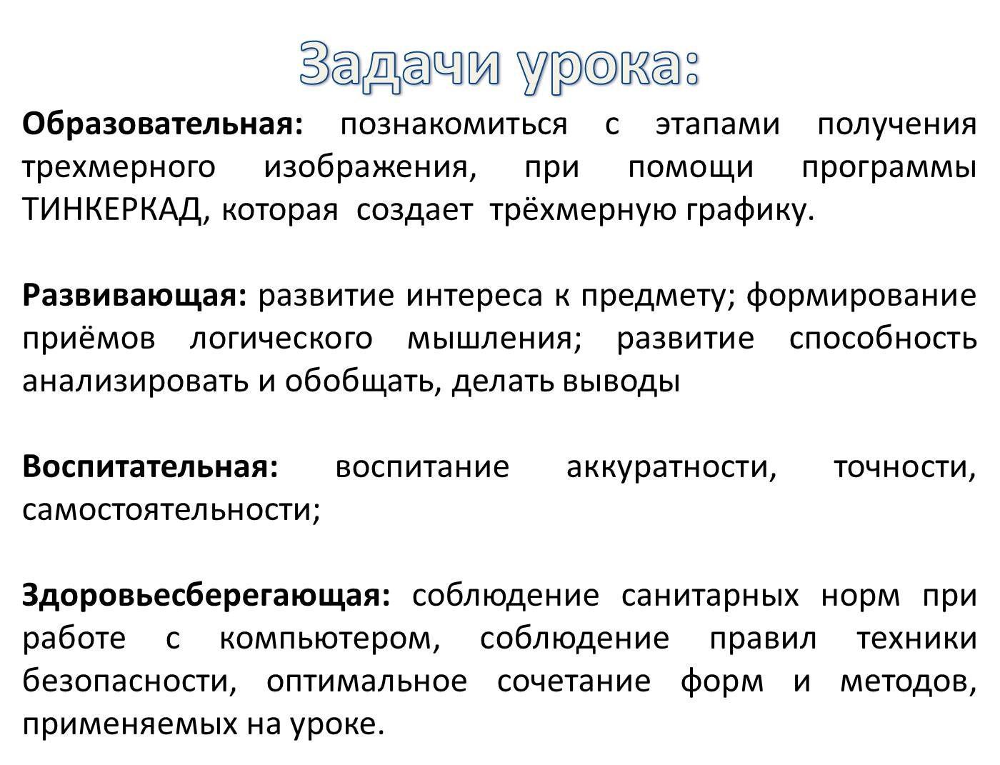 Задачи урока:
Образовательная: познакомиться с этапами получения
трехмерного изображения, при помощи программы
ТИНКЕРКАД, которая создает трёхмерную графику.
Развивающая: развитие интереса к предмету; формирование
приёмов логического мышления; развитие способность
анализировать и обобщать, делать выводы
Воспитательная: воспитание аккуратности, точности,
самостоятельности;
Здоровьесберегающая: соблюдение санитарных норм при
работе с компьютером, соблюдение правил техники
безопасности, оптимальное сочетание форм и методов,
применяемых на уроке.